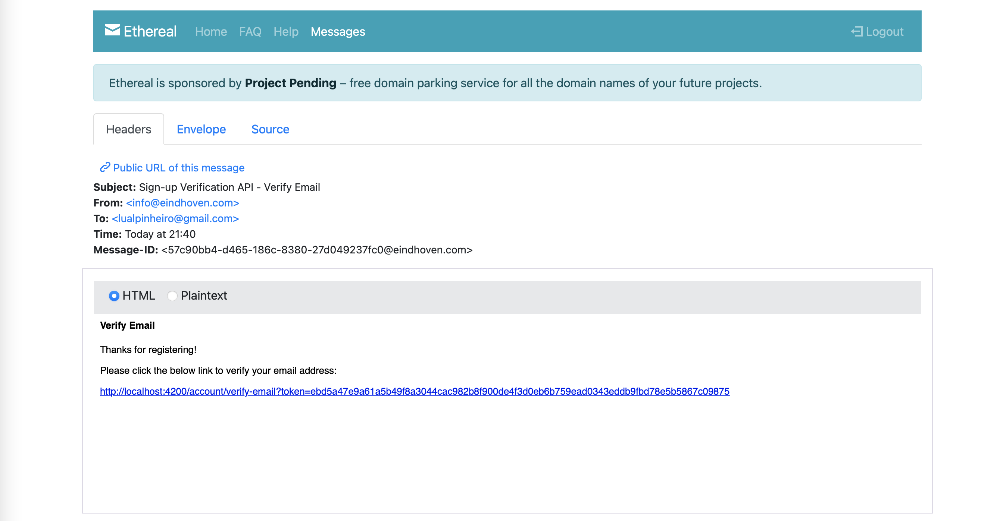 Ethereal Home FAQ Help Messages Logout
Ethereal is sponsored by Project Pending – free domain parking service for all the domain names of your future projects.
Headers Envelope Source
Public URL of this message
Subject: Sign-up Verification API - Verify Email
From: <info@eindhoven.com>
To: <lualpinheiro@gmail.com>
Time: Today at 21:40
Message-ID: <57c90bb4-d465-186c-8380-27d049237fc0@eindhoven.com>
HTML Plaintext
Verify Email
Thanks for registering!
Please click the below link to verify your email address:
http://localhost:4200/account/verify-email?token=ebd5a47e9a61a5b49f8a3044cac982b8f900de4f3d0eb6b759ead0343eddb9fbd78e5b5867c09875